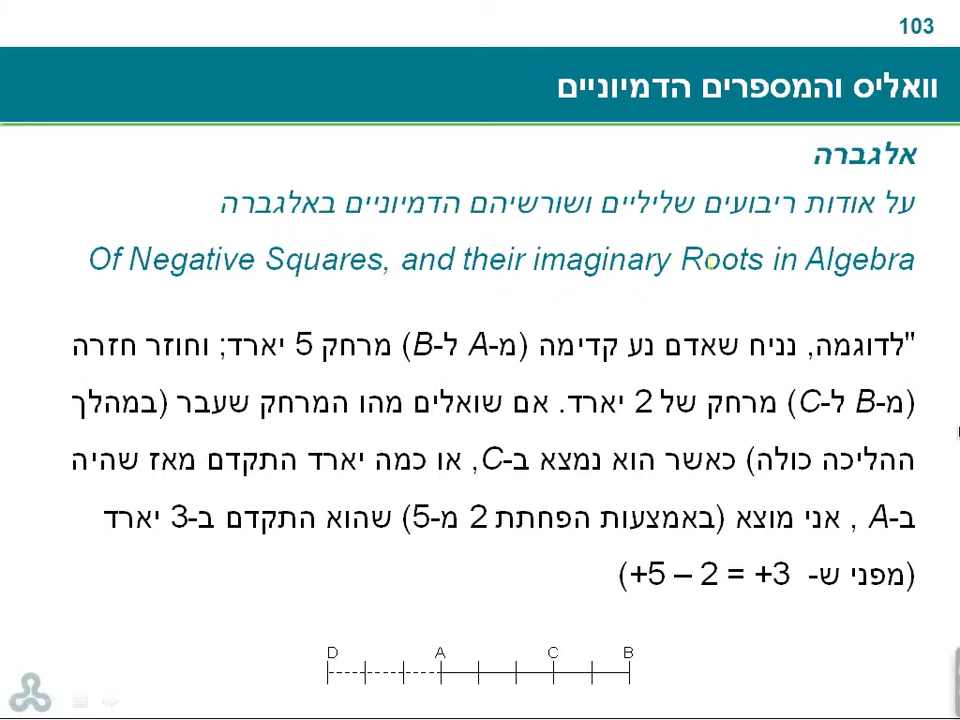 103
וואליס והמספרים הדמיוניים
אלגברה
על אודות ריבועים שליליים ושורשיהם הדמיוניים באלגברה
Of Negative Squares, and their imaginary Roots in Algebra
"לדוגמה, נניח שאדם נע קדימה (מ-A ל-B) מרחק 5 יארד; וחוזר חזרה
(מ-B ל-C) מרחק של 2 יארד. אם שואלים מהו המרחק שעבר (במהלך
ההליכה כולה) כאשר הוא נמצא ב-C, או כמה יארד התקדם מאז שהיה
ב-A , אני מוצא (באמצעות הפחתת 2 מ-5) שהוא התקדם ב-3 יארד
(מפני ש- +5 – 2 = +3)
D A C B